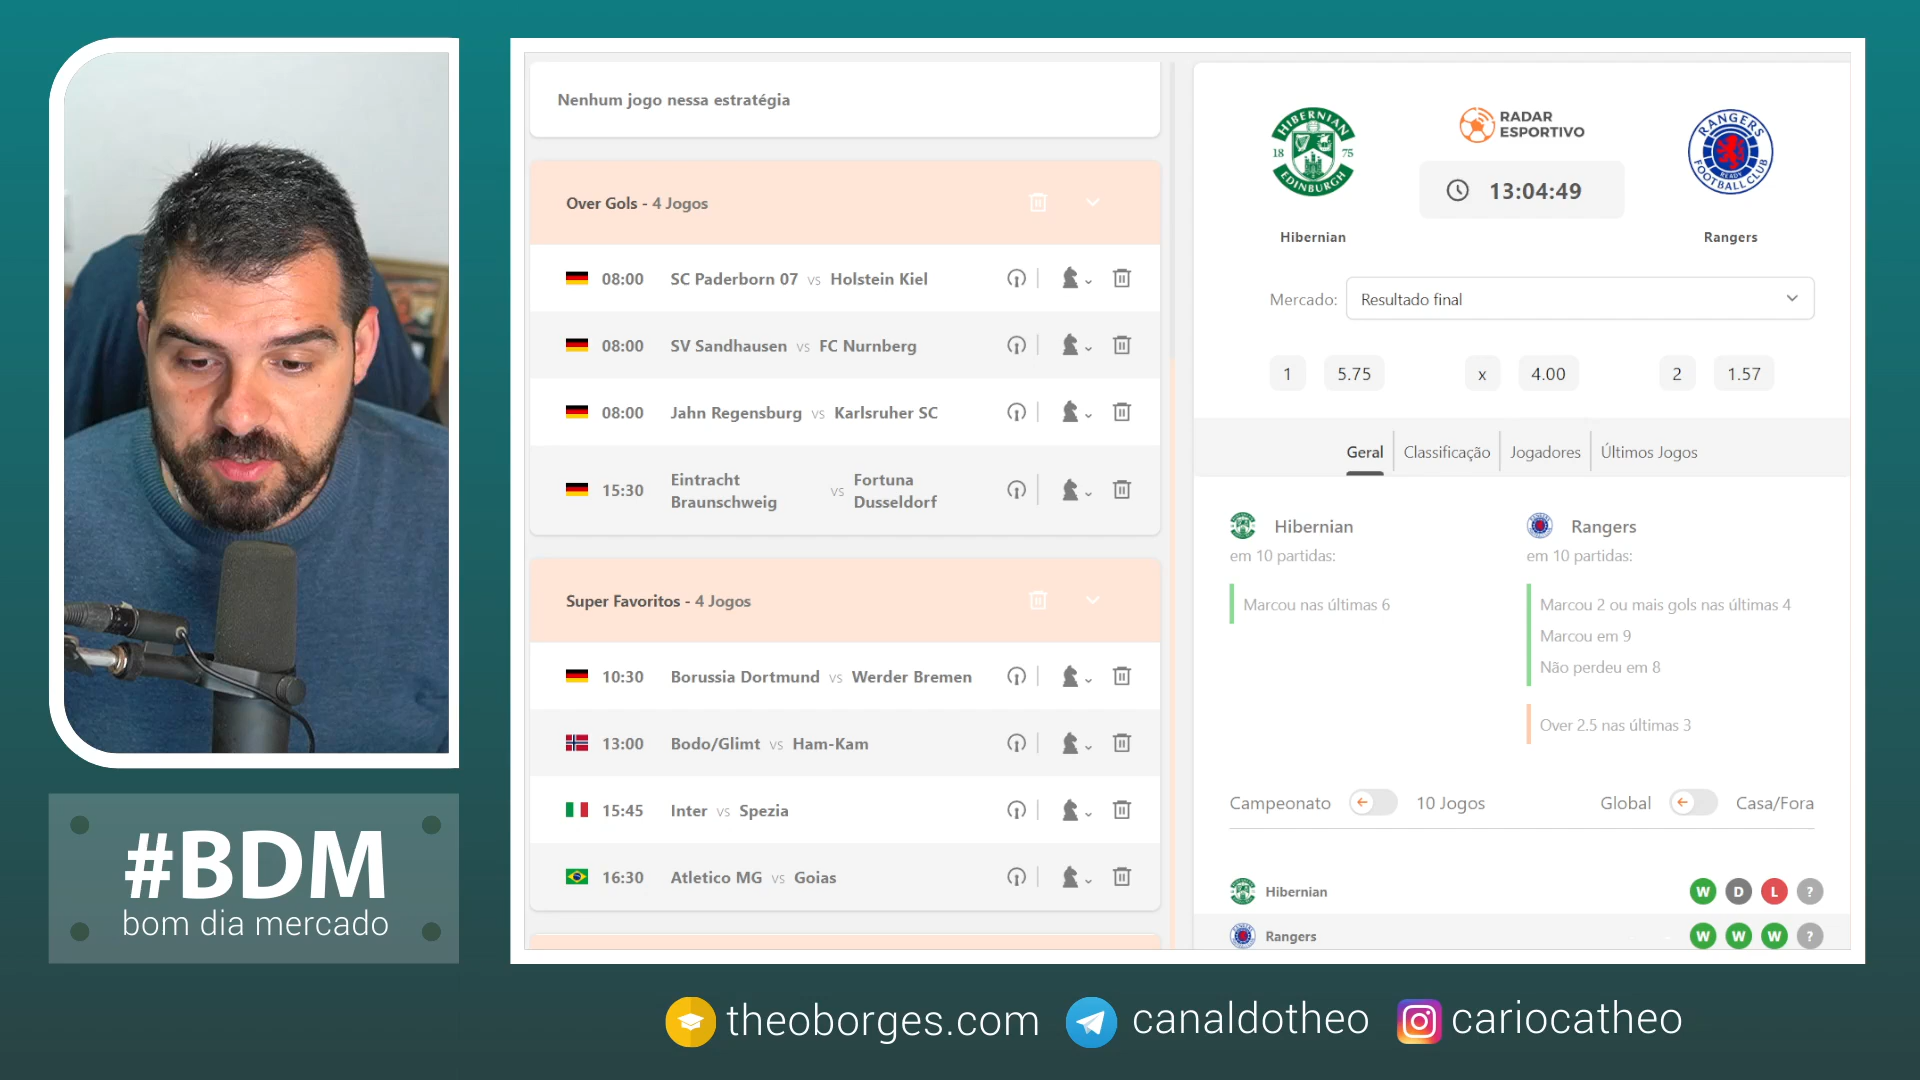 Nenhum jogo nessa estratégia
Over Gols - 4 Jogos
08:00 SC Paderborn 07 vs Holstein Kiel
08:00 SV Sandhausen vs FC Nurnberg
08:00 Jahn Regensburg vs Karlsruher SC
15:30 Eintracht Braunschweig vs Fortuna Dusseldorf
Super Favoritos - 4 Jogos
10:30 Borussia Dortmund vs Werder Bremen
13:00 Bodo/Glimt vs Ham-Kam
15:45 Inter vs Spezia
16:30 Atletico MG vs Goias
HIBERNIAN
18 75
EDINBURGH
RADAR
ESPORTIVO
RANGERS
READY
FOOTBALL CLUB
13:04:49
Hibernian
Rangers
Mercado: Resultado final
1 5.75 x 4.00 2 1.57
Geral Classificação Jogadores Últimos Jogos
Hibernian
em 10 partidas:
Marcou nas últimas 6
Rangers
em 10 partidas:
Marcou 2 ou mais gols nas últimas 4
Marcou em 9
Não perdeu em 8
Over 2.5 nas últimas 3
Campeonato 10 Jogos Global Casa/Fora
Hibernian W D L ?
Rangers W W W ?
#BDM
bom dia mercado
theoborges.com canaldotheo cariocatheo